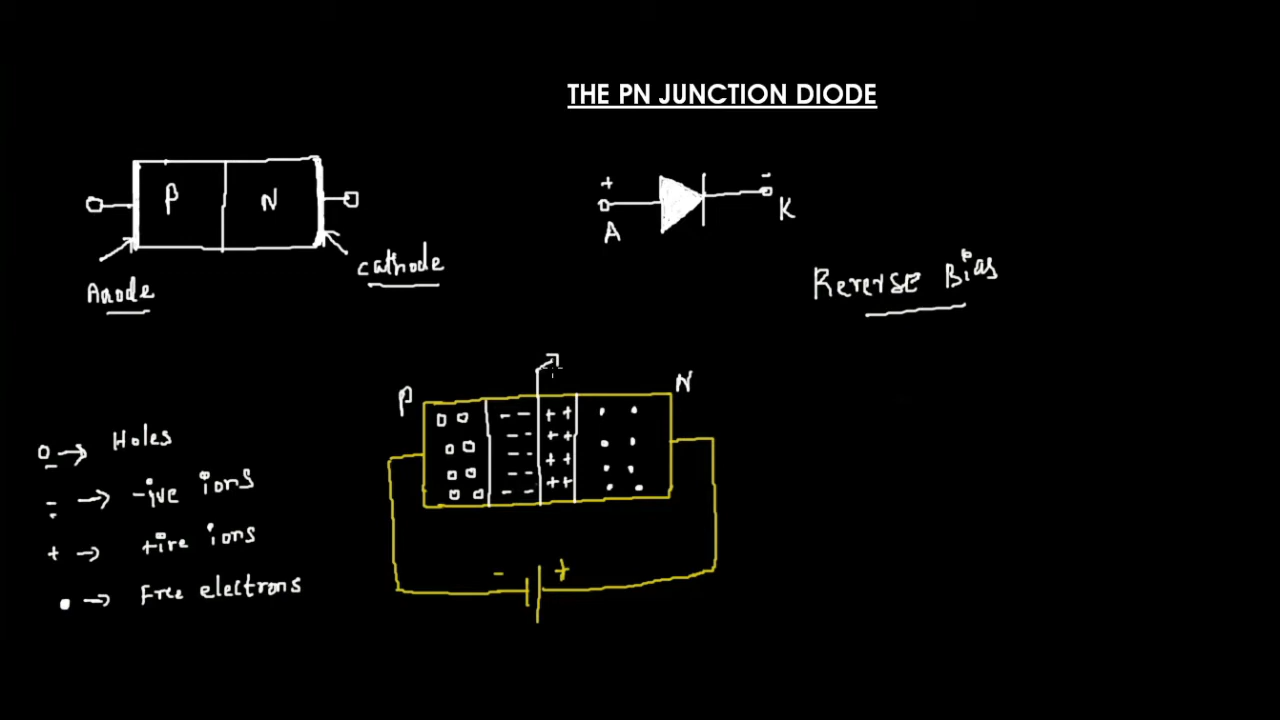 THE PN JUNCTION DIODE
P N
+ -
A K
Anode
cathode
Reverse Bias
P N
- - + +
- - + +
- - + +
- - + +
- -
→ Holes
- → -ive ions
+ → +ive ions
• → Free electrons
- +